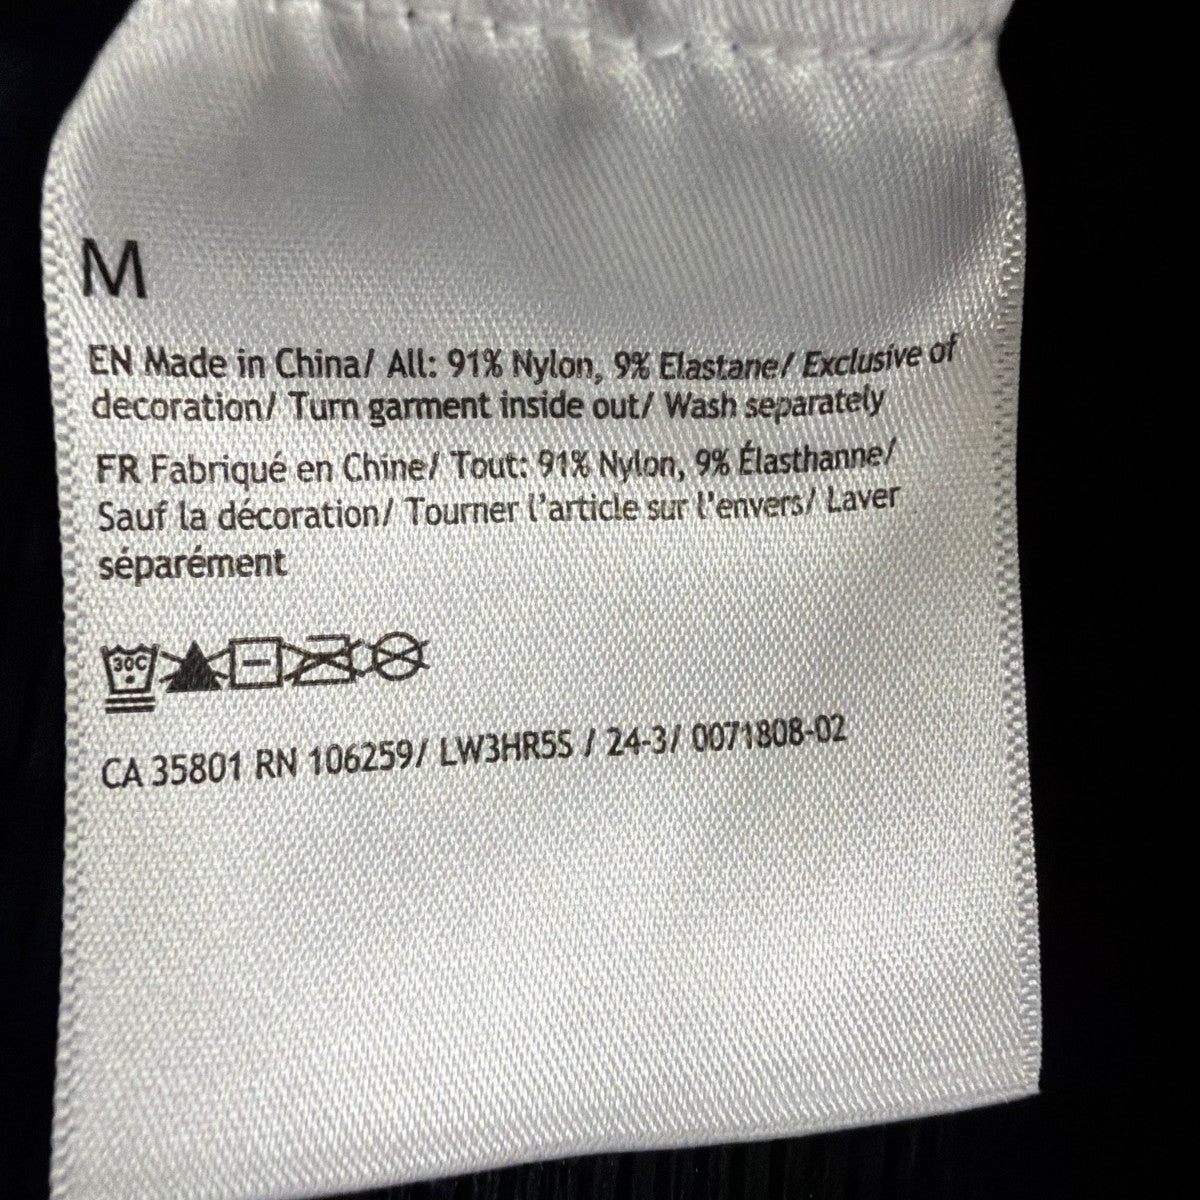 M
EN Made in China/ All: 91% Nylon, 9% Elastane/ Exclusive of
decoration/ Turn garment inside out/ Wash separately
FR Fabriqué en Chine/ Tout: 91% Nylon, 9% Élasthanne/
Sauf la décoration/ Tourner l'article sur l'envers/ Laver
séparément
30C
CA 35801 RN 106259/ LW3HR5S / 24-3/ 0071808-02